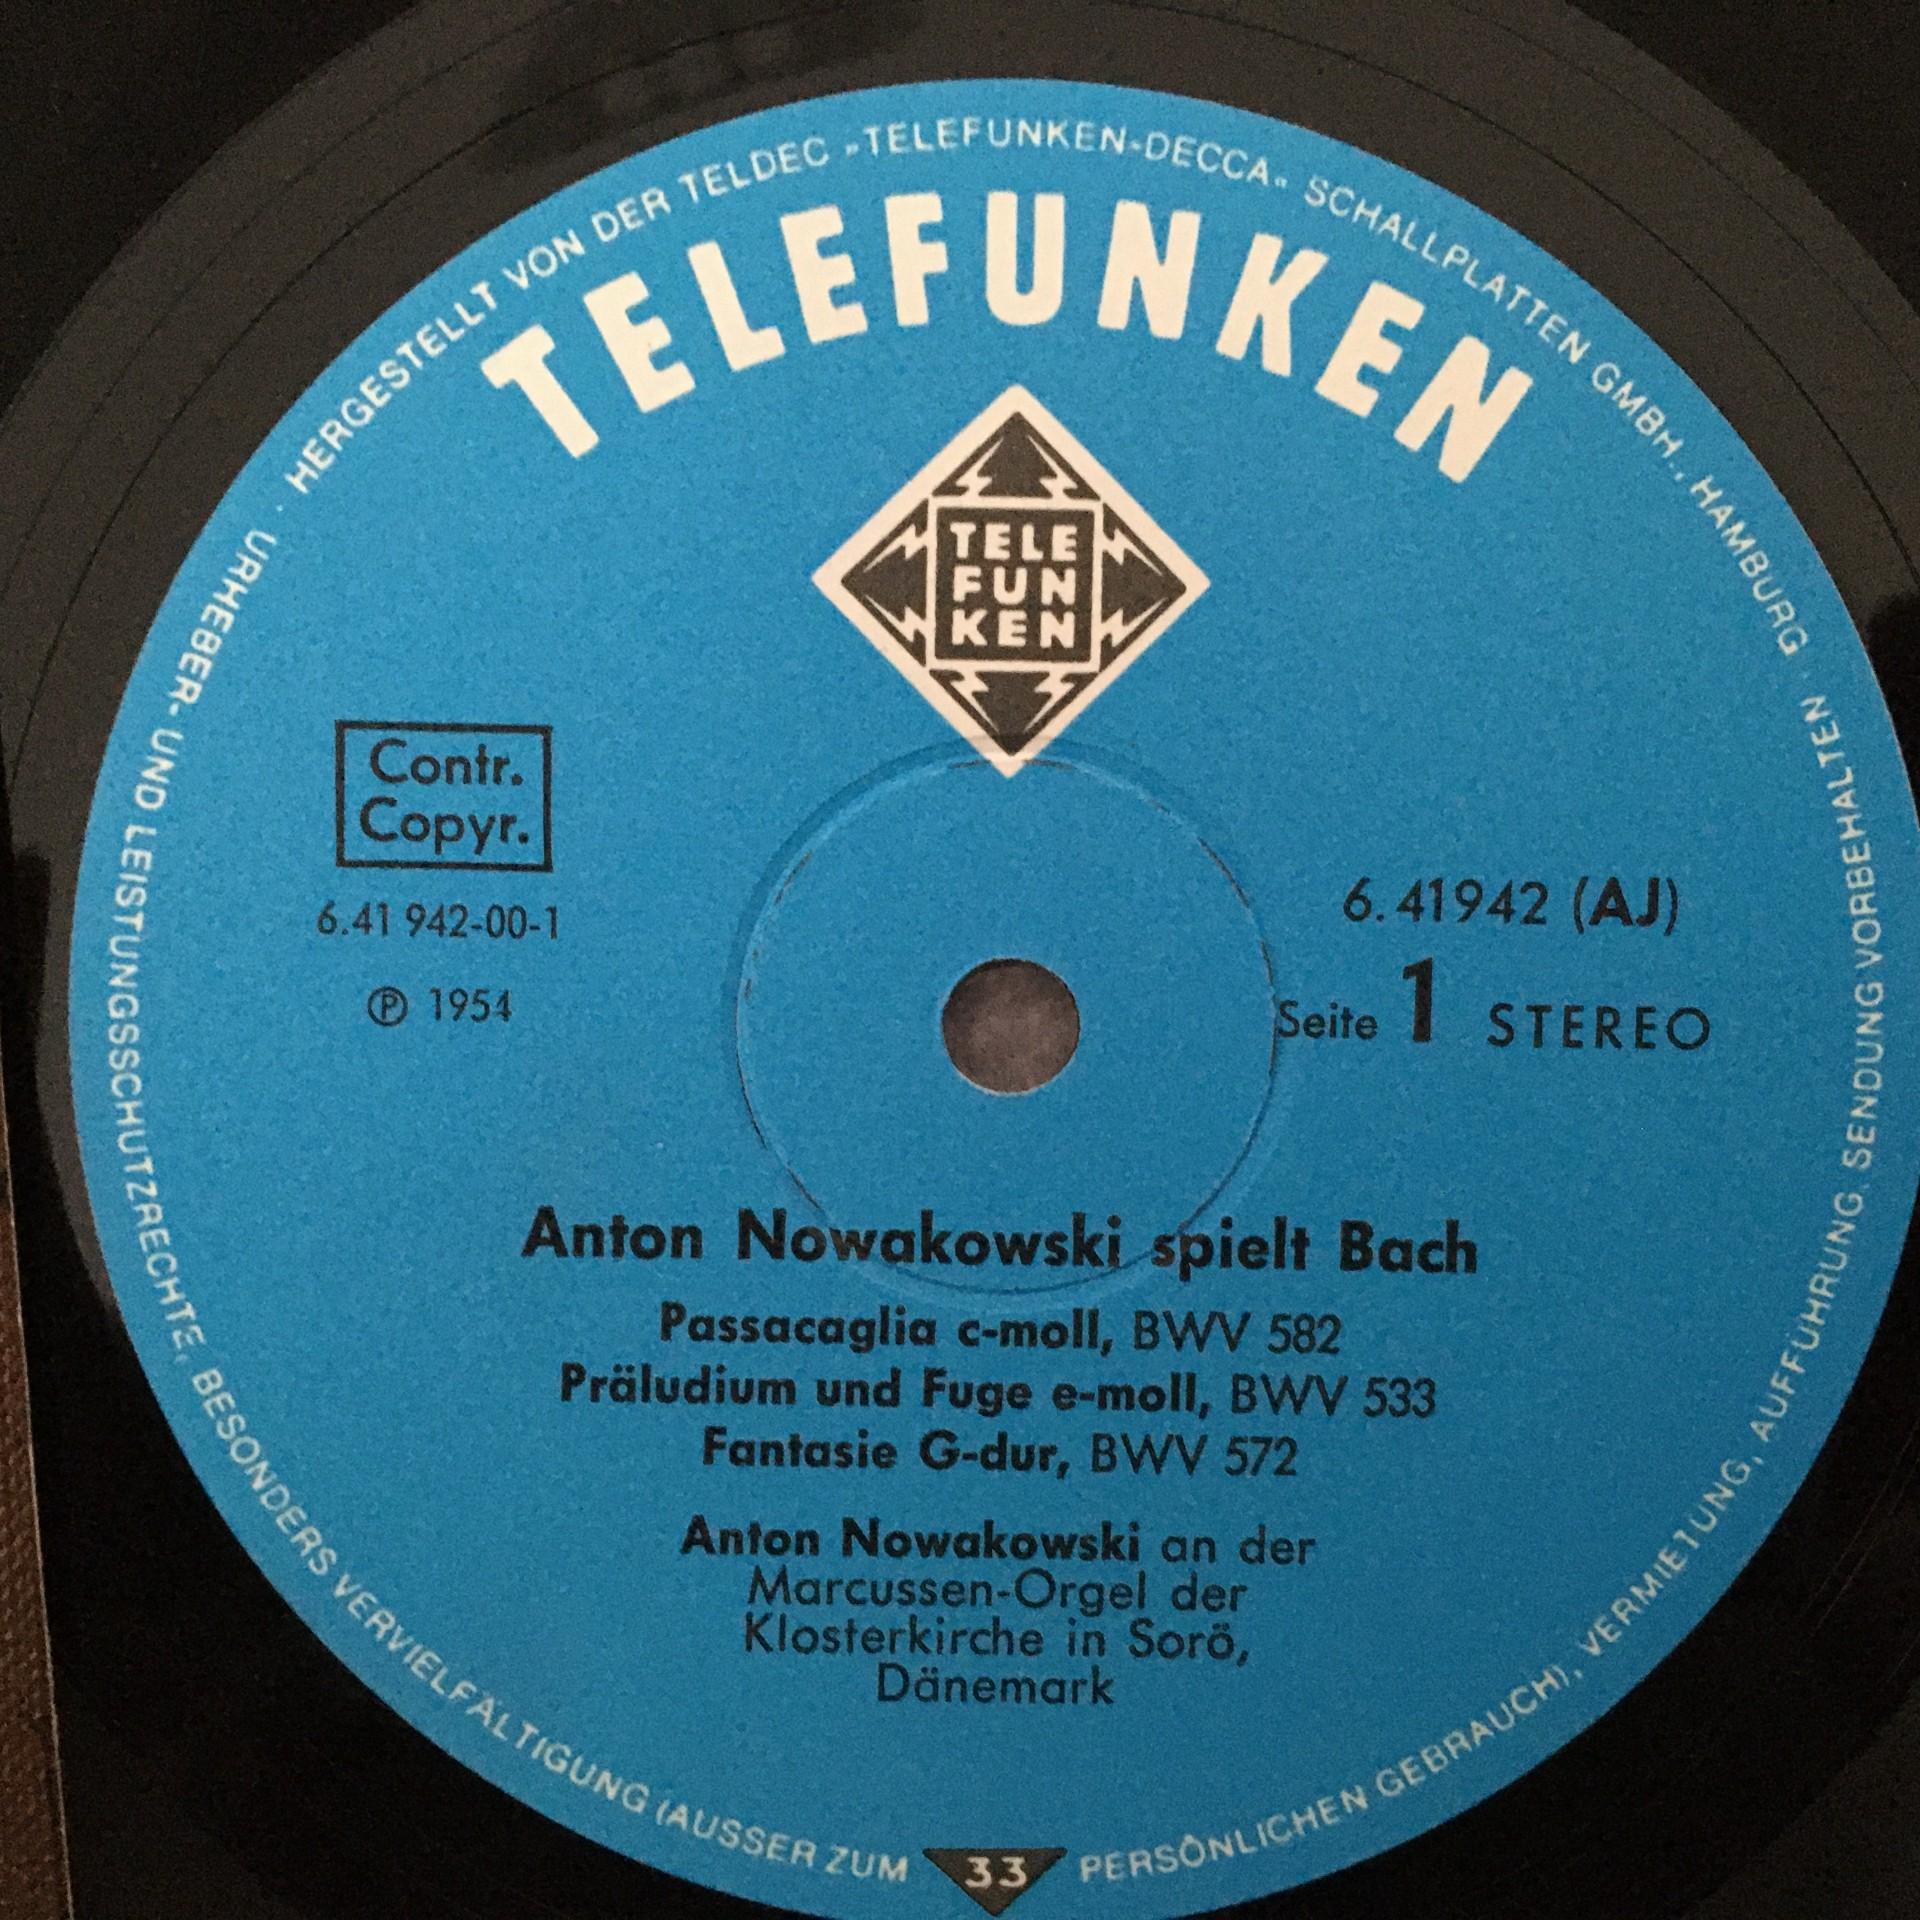 HERGESTELLT VON DER TELDEC »TELEFUNKEN-DECCA« SCHALLPLATTEN GMBH., HAMBURG ·
TELEFUNKEN
TELE
FUN
KEN
Contr.
Copyr.
6.41 942-00-1
℗ 1954
6.41942 (AJ)
Seite 1 STEREO
Anton Nowakowski spielt Bach
Passacaglia c-moll, BWV 582
Präludium und Fuge e-moll, BWV 533
Fantasie G-dur, BWV 572
Anton Nowakowski an der
Marcussen-Orgel der
Klosterkirche in Sorö,
Dänemark
URHEBER- UND LEISTUNGSSCHUTZRECHTE, BESONDERS VERVIELFÄLTIGUNG (AUSSER ZUM PERSÖNLICHEN GEBRAUCH), VERMIETUNG, AUFFÜHRUNG, SENDUNG VORBEHALTEN ·
33